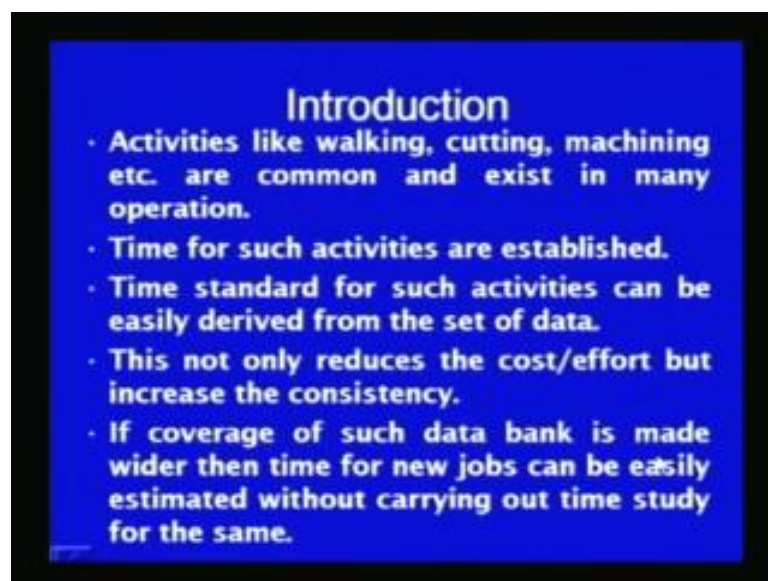 Introduction
· Activities like walking, cutting, machining
etc. are common and exist in many
operation.
· Time for such activities are established.
· Time standard for such activities can be
easily derived from the set of data.
· This not only reduces the cost/effort but
increase the consistency.
· If coverage of such data bank is made
wider then time for new jobs can be easily
estimated without carrying out time study
for the same.